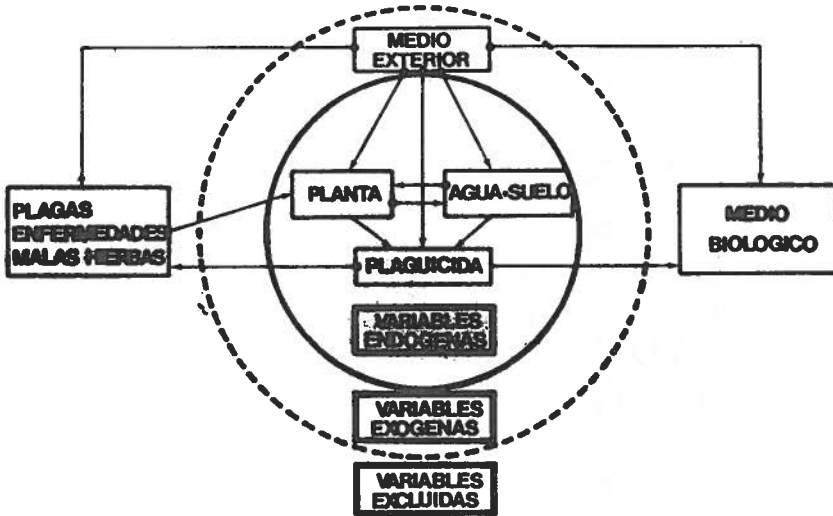 MEDIO
EXTERIOR
PLANTA
AGUA-SUELO
PLAGAS
ENFERMEDADES
MALAS HIERBAS
MEDIO
BIOLOGICO
PLAGUICIDA
VARIABLES
ENDOGENAS
VARIABLES
EXOGENAS
VARIABLES
EXCLUIDAS